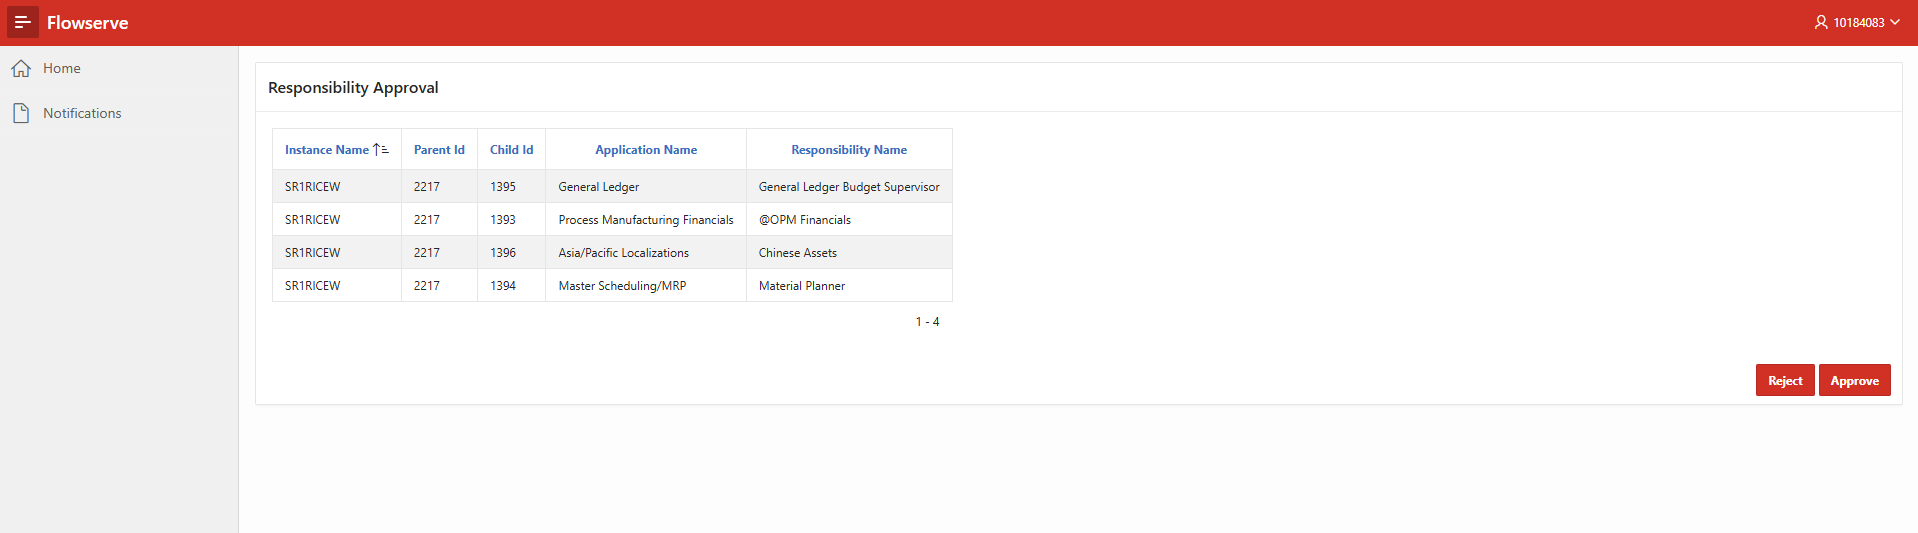 Flowserve
10184083
Home
Notifications
Responsibility Approval
Instance Name Parent Id Child Id Application Name Responsibility Name
SR1RICEW 2217 1395 General Ledger General Ledger Budget Supervisor
SR1RICEW 2217 1393 Process Manufacturing Financials @OPM Financials
SR1RICEW 2217 1396 Asia/Pacific Localizations Chinese Assets
SR1RICEW 2217 1394 Master Scheduling/MRP Material Planner
1 - 4
Reject Approve